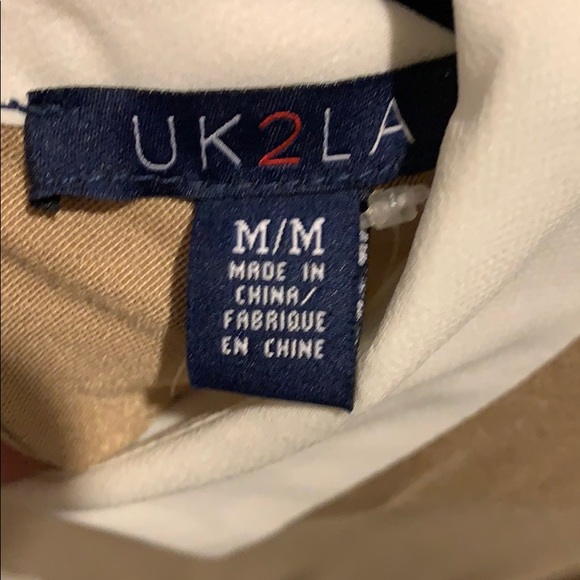 UK2LA
M/M
MADE IN
CHINA/
FABRIQUE
EN CHINE